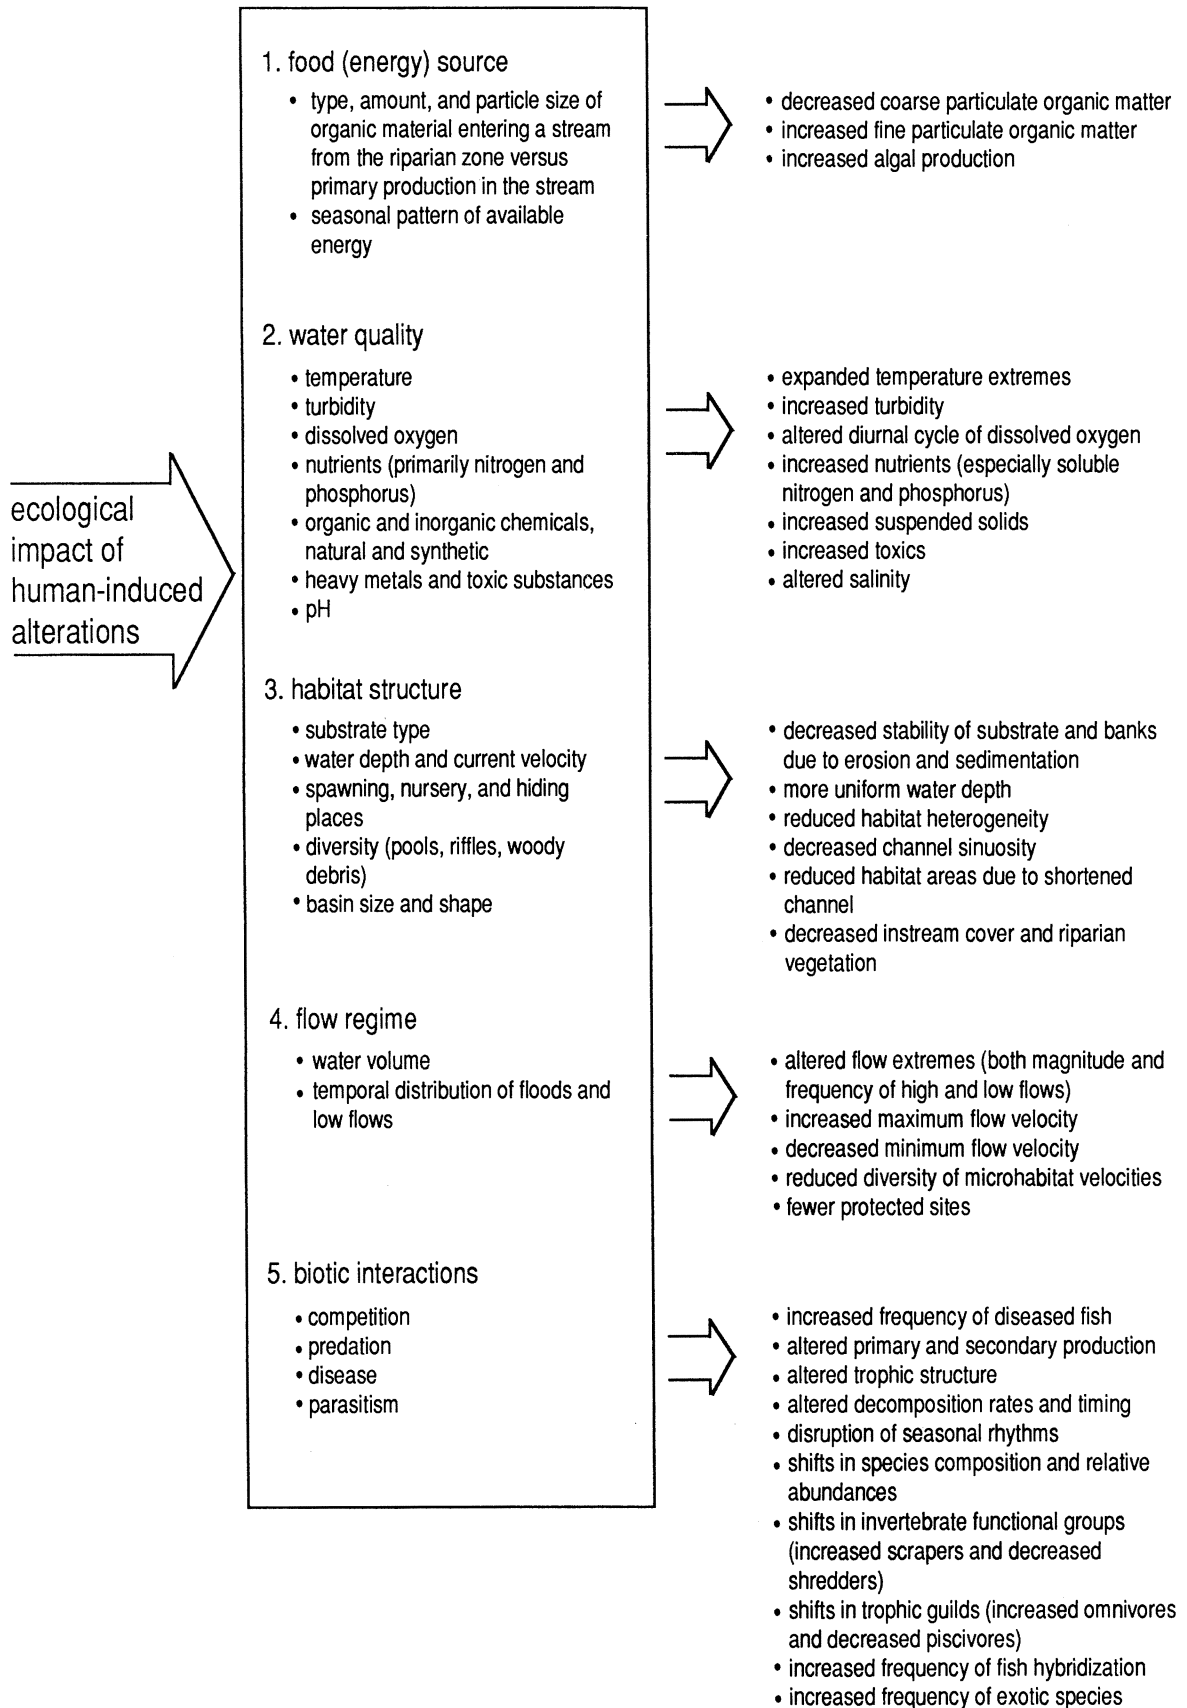 ecological
impact of
human-induced
alterations
1. food (energy) source
• type, amount, and particle size of
organic material entering a stream
from the riparian zone versus
primary production in the stream
• seasonal pattern of available
energy
• decreased coarse particulate organic matter
• increased fine particulate organic matter
• increased algal production
2. water quality
• temperature
• turbidity
• dissolved oxygen
• nutrients (primarily nitrogen and
phosphorus)
• organic and inorganic chemicals,
natural and synthetic
• heavy metals and toxic substances
• pH
• expanded temperature extremes
• increased turbidity
• altered diurnal cycle of dissolved oxygen
• increased nutrients (especially soluble
nitrogen and phosphorus)
• increased suspended solids
• increased toxics
• altered salinity
3. habitat structure
• substrate type
• water depth and current velocity
• spawning, nursery, and hiding
places
• diversity (pools, riffles, woody
debris)
• basin size and shape
• decreased stability of substrate and banks
due to erosion and sedimentation
• more uniform water depth
• reduced habitat heterogeneity
• decreased channel sinuosity
• reduced habitat areas due to shortened
channel
• decreased instream cover and riparian
vegetation
4. flow regime
• water volume
• temporal distribution of floods and
low flows
• altered flow extremes (both magnitude and
frequency of high and low flows)
• increased maximum flow velocity
• decreased minimum flow velocity
• reduced diversity of microhabitat velocities
• fewer protected sites
5. biotic interactions
• competition
• predation
• disease
• parasitism
• increased frequency of diseased fish
• altered primary and secondary production
• altered trophic structure
• altered decomposition rates and timing
• disruption of seasonal rhythms
• shifts in species composition and relative
abundances
• shifts in invertebrate functional groups
(increased scrapers and decreased
shredders)
• shifts in trophic guilds (increased omnivores
and decreased piscivores)
• increased frequency of fish hybridization
• increased frequency of exotic species